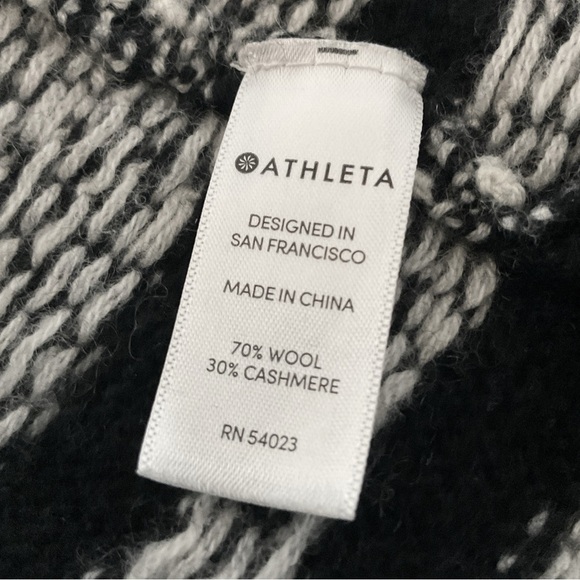 ATHLETA
DESIGNED IN
SAN FRANCISCO
MADE IN CHINA
70% WOOL
30% CASHMERE
RN 54023